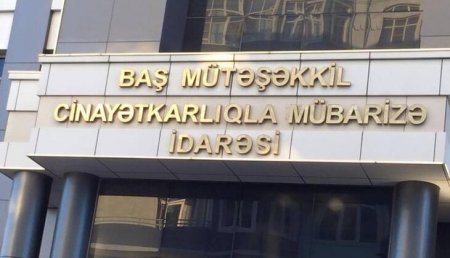 BAŞ MÜTƏŞƏKKİL
CİNAYƏTKARLIQLA MÜBARİZƏ
İDARƏSİ